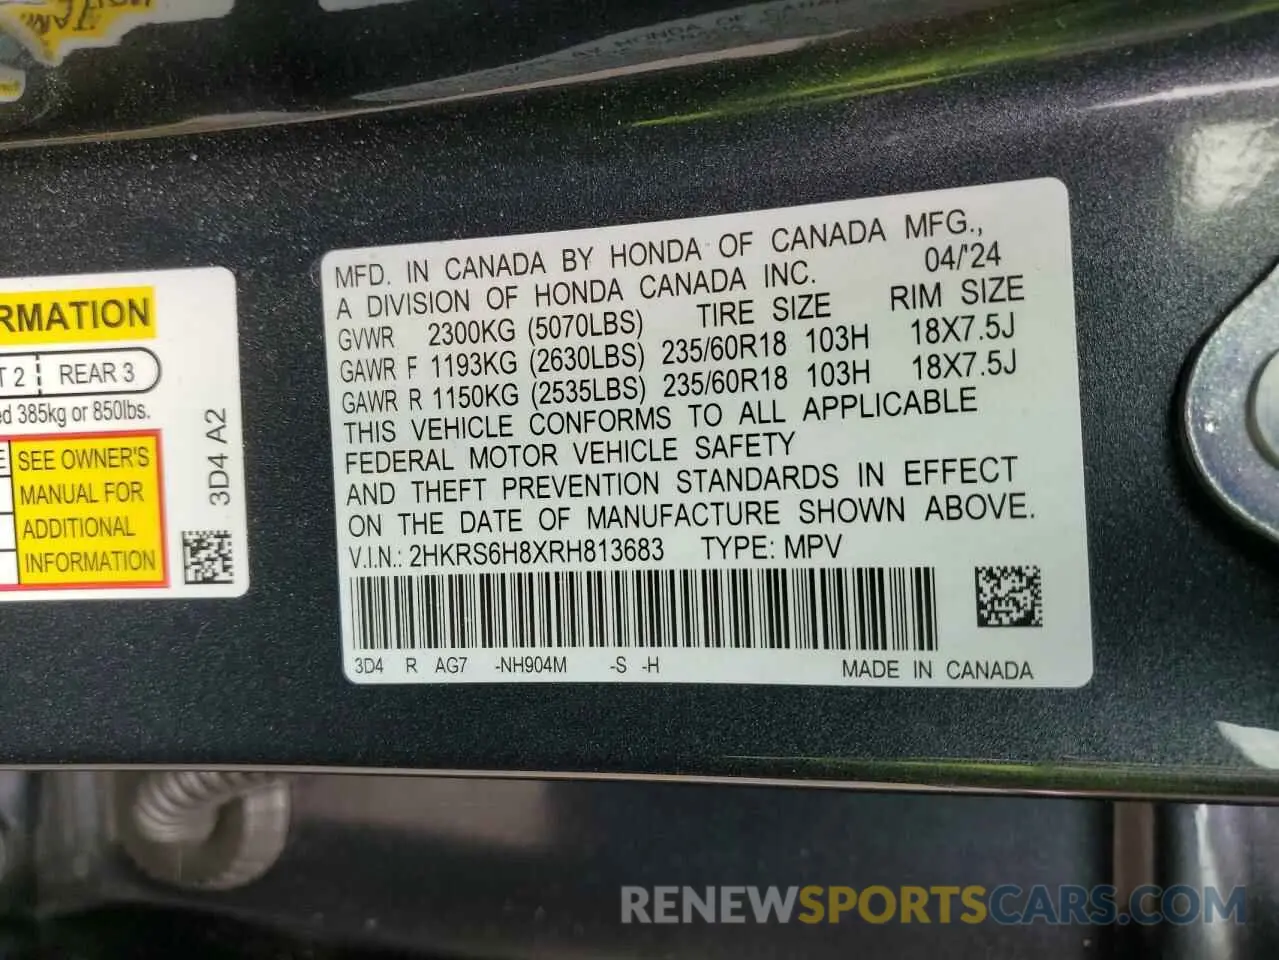 MFD. IN CANADA BY HONDA OF CANADA MFG.,
A DIVISION OF HONDA CANADA INC. 04/'24
GVWR 2300KG (5070LBS) TIRE SIZE RIM SIZE
GAWR F 1193KG (2630LBS) 235/60R18 103H 18X7.5J
GAWR R 1150KG (2535LBS) 235/60R18 103H 18X7.5J
THIS VEHICLE CONFORMS TO ALL APPLICABLE
FEDERAL MOTOR VEHICLE SAFETY
AND THEFT PREVENTION STANDARDS IN EFFECT
ON THE DATE OF MANUFACTURE SHOWN ABOVE.
V.I.N.: 2HKRS6H8XRH813683 TYPE: MPV
3D4 R AG7 -NH904M -S -H MADE IN CANADA
RMATION
T 2 REAR 3
ed 385kg or 850lbs.
SEE OWNER'S
MANUAL FOR
ADDITIONAL
INFORMATION
3D4 A2
RENEWSPORTSCARS.COM